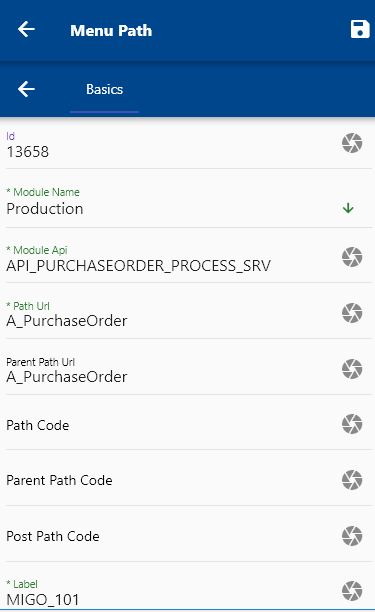 Menu Path
Basics
Id
13658
* Module Name
Production
* Module Api
API_PURCHASEORDER_PROCESS_SRV
* Path Url
A_PurchaseOrder
Parent Path Url
A_PurchaseOrder
Path Code
Parent Path Code
Post Path Code
* Label
MIGO_101